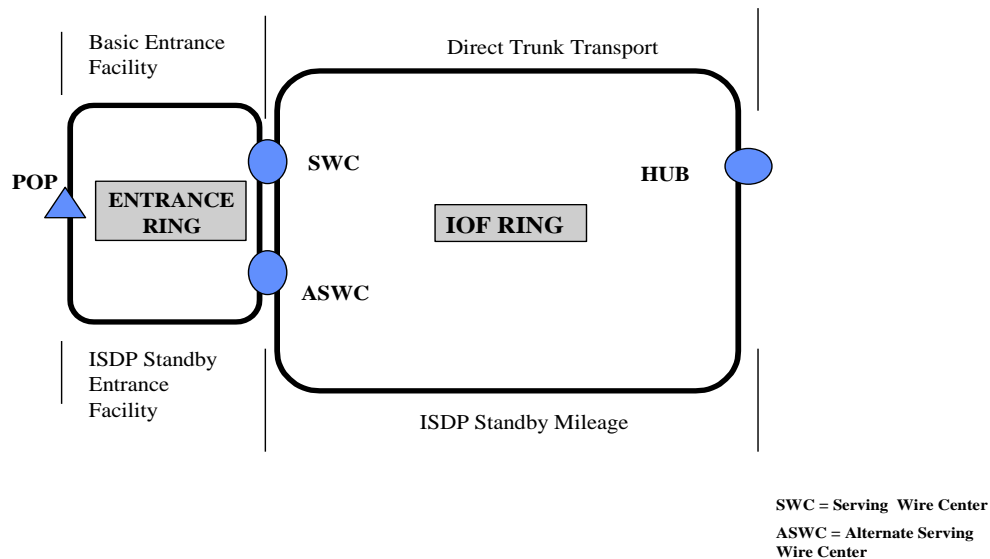 Basic Entrance
Facility
Direct Trunk Transport
SWC
HUB
POP
ENTRANCE
RING
IOF RING
ASWC
ISDP Standby
Entrance
Facility
ISDP Standby Mileage
SWC = Serving Wire Center
ASWC = Alternate Serving
Wire Center